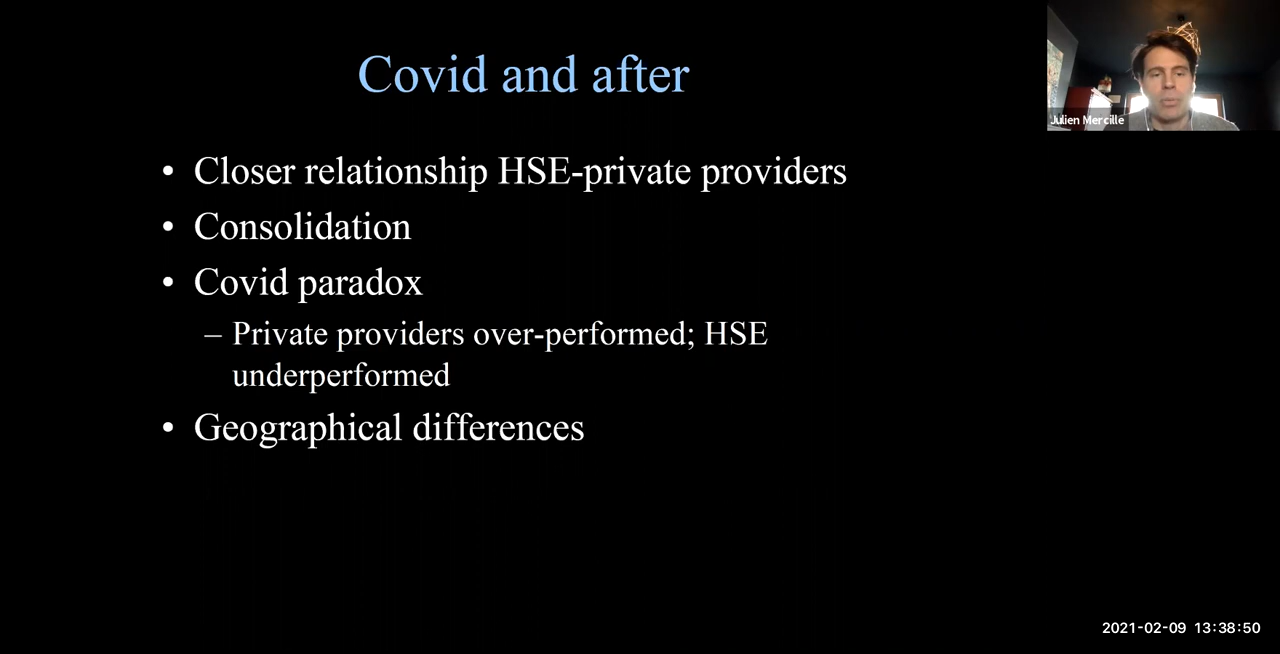 Covid and after
Julien Mercille
• Closer relationship HSE-private providers
• Consolidation
• Covid paradox
– Private providers over-performed; HSE
underperformed
• Geographical differences
2021-02-09 13:38:50